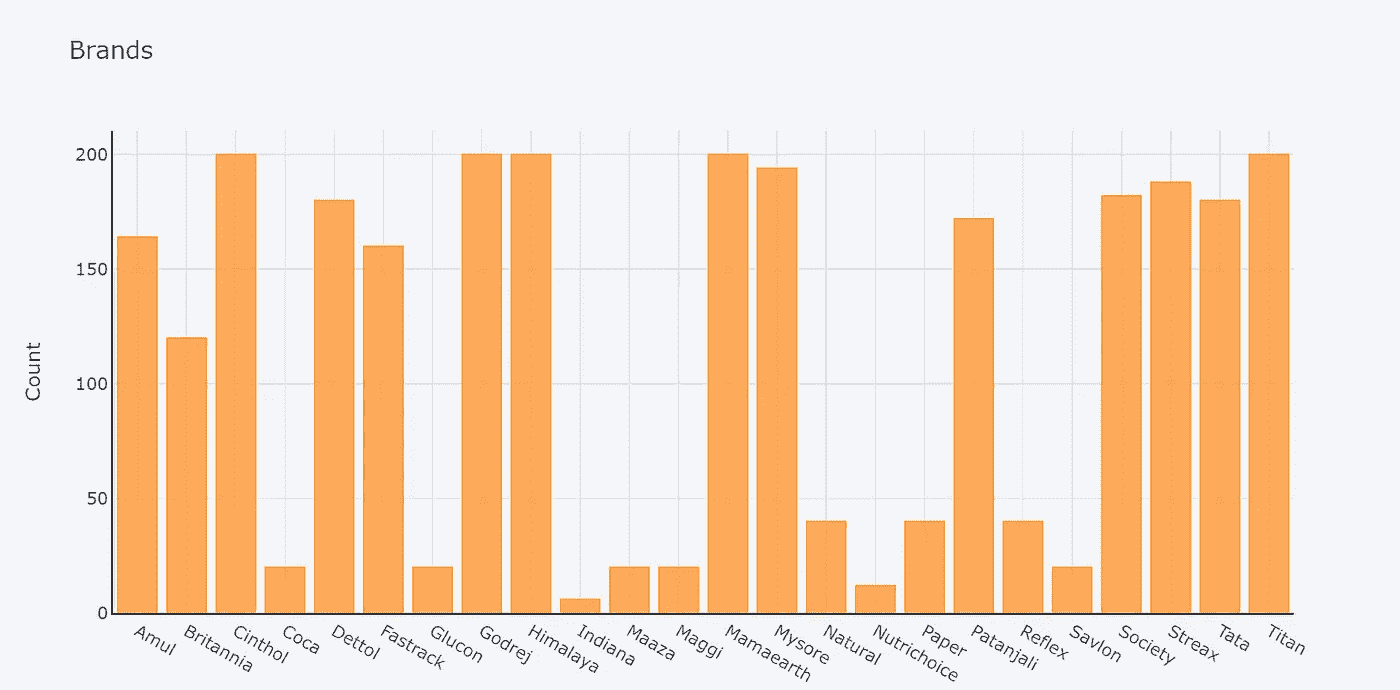 Brands
Count
200
150
100
50
0
Amul
Britannia
Cinthol
Coca
Dettol
Fastrack
Glucon
Godrej
Himalaya
Indiana
Maaza
Maggi
Mamaearth
Mysore
Natural
Nutrichoice
Paper
Patanjali
Reflex
Savlon
Society
Streax
Tata
Titan